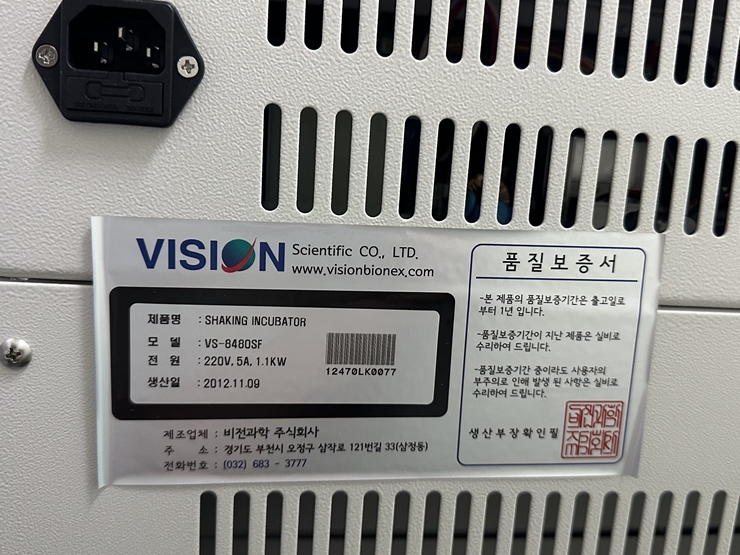 VISION Scientific CO., LTD.
www.visionbionex.com
제품명 : SHAKING INCUBATOR
모 델 : VS-8480SF
전 원 : 220V, 5A, 1.1KW
생산일 : 2012.11.09
12470LK0077
제조업체 : 비전과학 주식회사
주 소 : 경기도 부천시 오정구 삼작로 121번길 33(삼정동)
전화번호 : (032) 683 - 3777
품질보증서
-본 제품의 품질보증기간은 출고일로
부터 1년 입니다.
-품질보증기간이 지난 제품은 실비로
수리하여 드립니다.
-품질보증기간 중이라도 사용자의
부주의로 인해 발생 된 사항은 실비로
수리하여 드립니다.
생산부장확인필